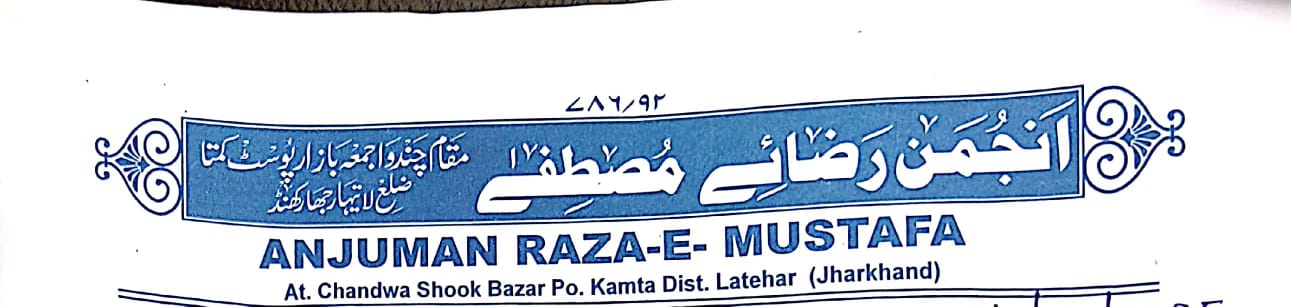 ۷۸۶/۹۲
انجمن رضائے مصطفےٰ
مقام چندوا جمعہ بازار پوسٹ کمتا
ضلع لاتیہار جھارکھنڈ
ANJUMAN RAZA-E- MUSTAFA
At. Chandwa Shook Bazar Po. Kamta Dist. Latehar (Jharkhand)